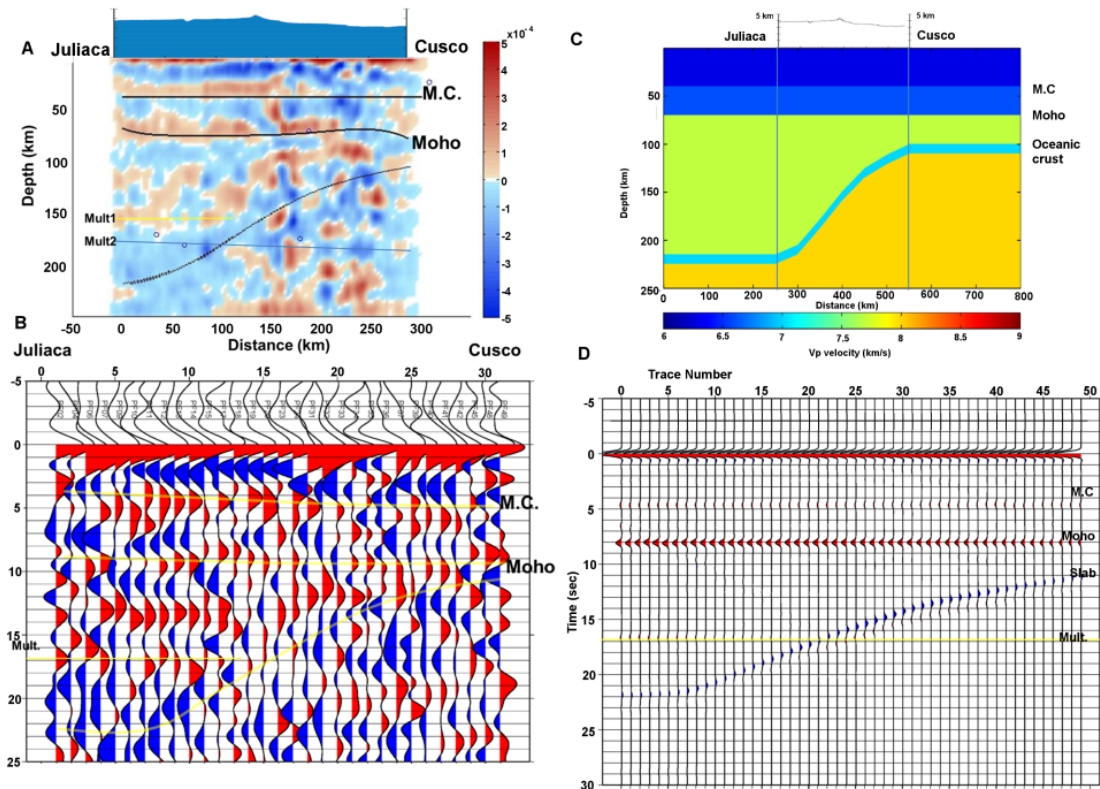 A
Juliaca
Cusco
M.C.
Moho
50
100
150
200
Depth (km)
Mult1
Mult2
-50
0
50
100
150
200
250
300
Distance (km)
5 x 10-4
4
3
2
1
0
-1
-2
-3
-4
-5
B
Juliaca
Cusco
0
5
10
15
20
25
30
-5
0
5
10
15
20
25
M.C.
Moho
Mult.
C
5 km
5 km
Juliaca
Cusco
M.C
Moho
Oceanic
crust
50
100
150
200
250
Depth (km)
0
100
200
300
400
500
600
700
800
Distance (km)
6
6.5
7
7.5
8
8.5
9
Vp velocity (km/s)
D
Trace Number
0
5
10
15
20
25
30
35
40
45
50
-5
0
5
10
15
20
25
30
Time (sec)
M.C
Moho
Slab
Mult.